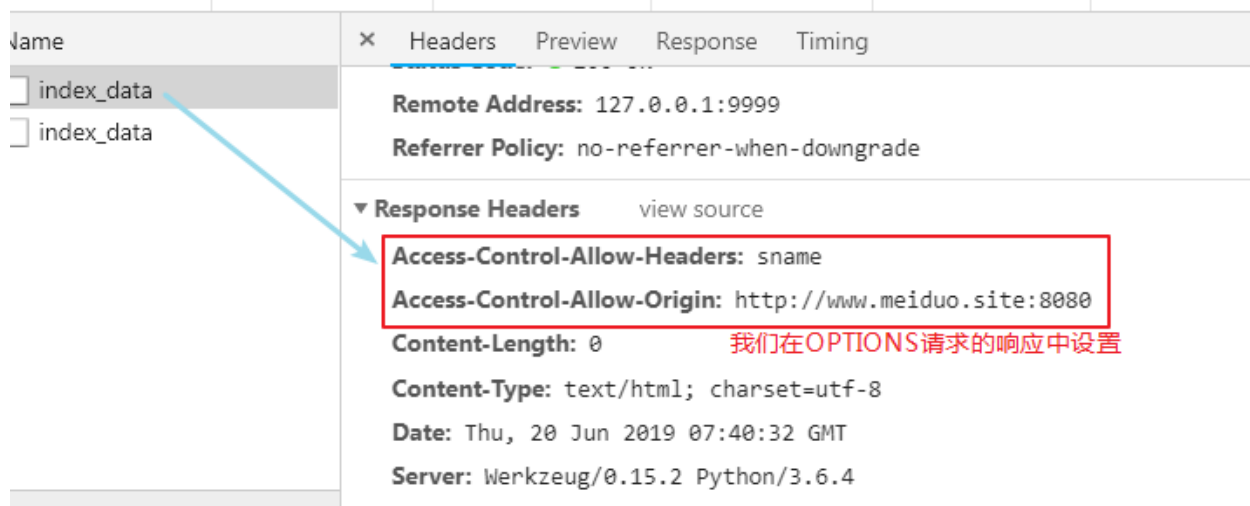 Name
× Headers Preview Response Timing
index_data
index_data
Remote Address: 127.0.0.1:9999
Referrer Policy: no-referrer-when-downgrade
▼ Response Headers view source
Access-Control-Allow-Headers: sname
Access-Control-Allow-Origin: http://www.meiduo.site:8080
Content-Length: 0 我们在OPTIONS请求的响应中设置
Content-Type: text/html; charset=utf-8
Date: Thu, 20 Jun 2019 07:40:32 GMT
Server: Werkzeug/0.15.2 Python/3.6.4